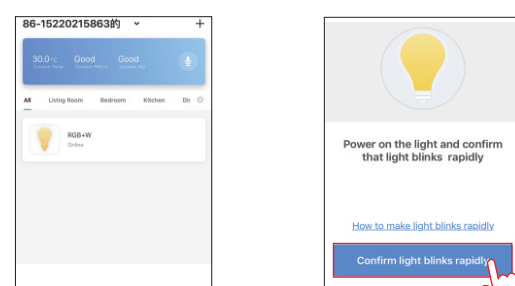 86-15220215863的
30.0 °C Good Good
All Living Room Bedroom Kitchen Di
RGB+W
Online
Power on the light and confirm
that light blinks rapidly
How to make light blinks rapidly
Confirm light blinks rapidly